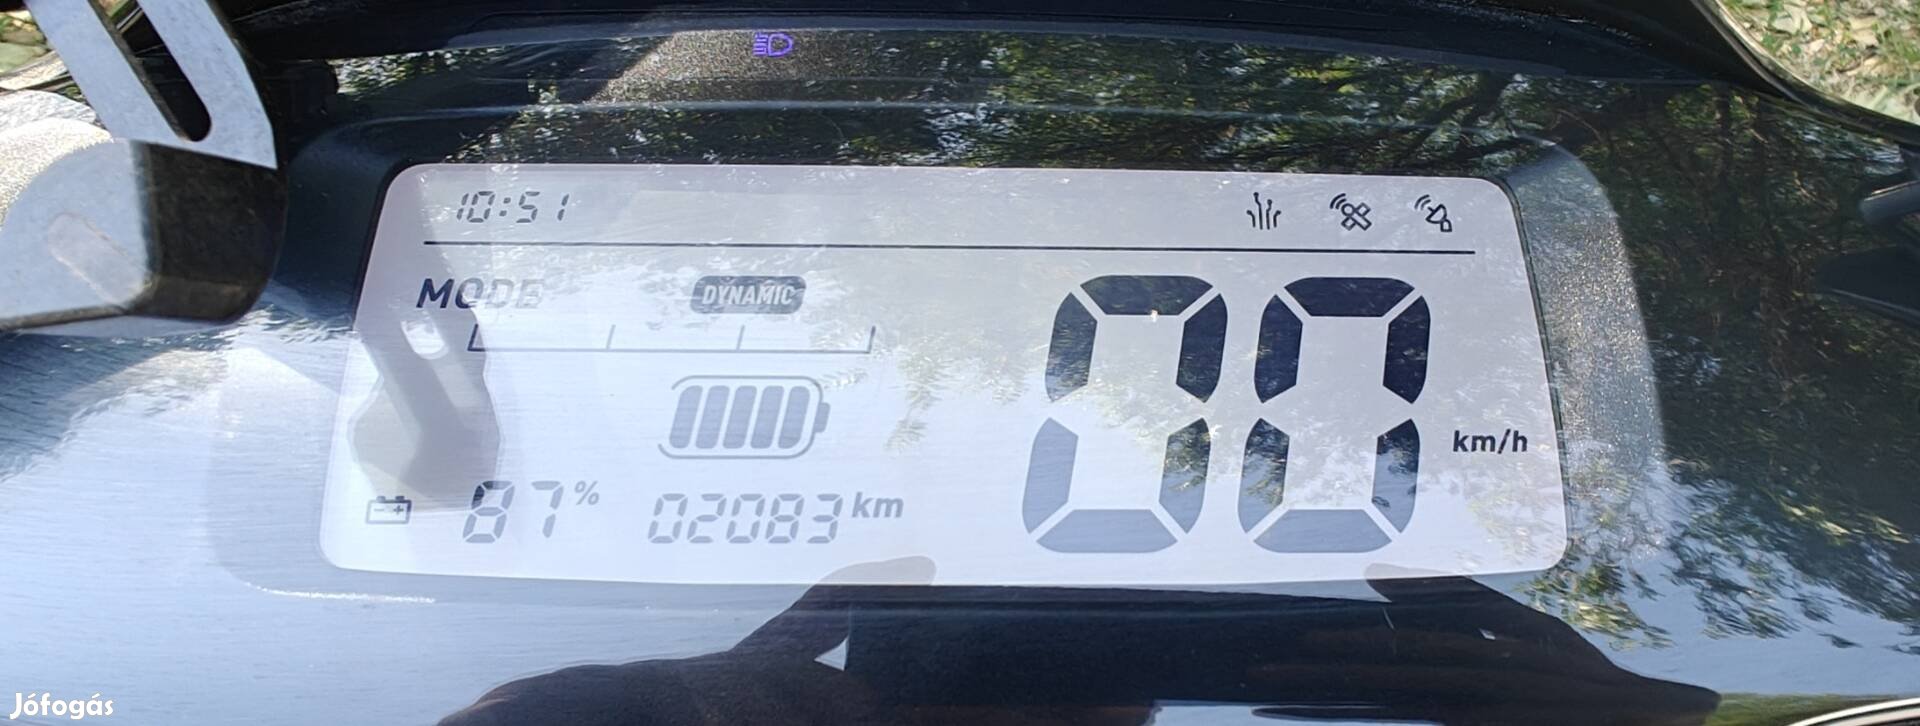 10:51
MODE DYNAMIC
00 km/h
87% 02083 km
Jófogás